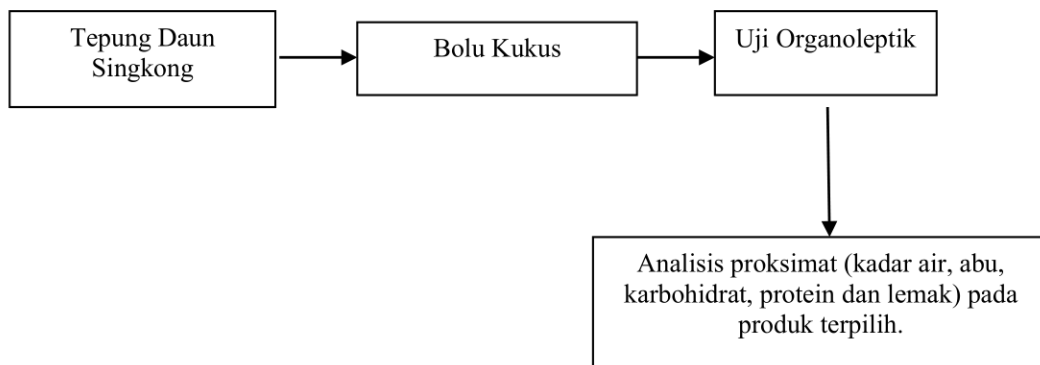 Tepung Daun
Singkong
Bolu Kukus
Uji Organoleptik
Analisis proksimat (kadar air, abu,
karbohidrat, protein dan lemak) pada
produk terpilih.